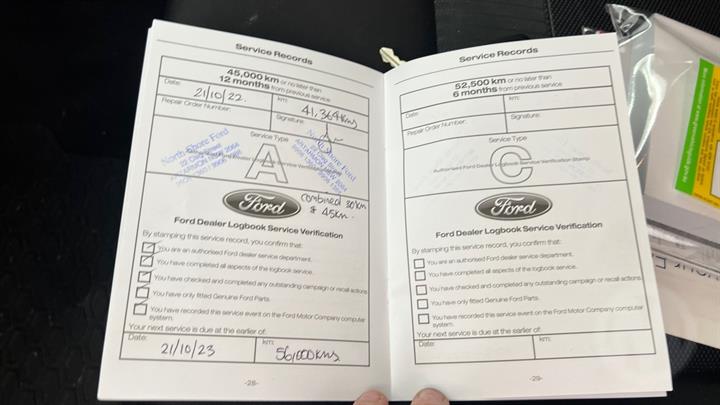 Service Records
45,000 km or no later than
12 months from previous service
Date: 21/10/22.
km: 41,364kms
Repair Order Number:
Signature:
Service Type
A
North Shore Ford
North Shore Ford
combined 30km
& 45km.
Ford
Ford Dealer Logbook Service Verification
By stamping this service record, you confirm that:
You are an authorised Ford dealer service department.
You have completed all aspects of the logbook service.
You have checked and completed any outstanding campaign or recall actions.
You have only fitted Genuine Ford Parts.
You have recorded this service event on the Ford Motor Company computer
system.
Your next service is due at the earlier of:
Date: 21/10/23
km: 56,000kms
-28-
Service Records
52,500 km or no later than
6 months from previous service
Date:
km:
Repair Order Number:
Signature:
Service Type
C
Authorised Ford Dealer Logbook Service Verification Stamp
Ford
Ford Dealer Logbook Service Verification
By stamping this service record, you confirm that:
You are an authorised Ford dealer service department.
You have completed all aspects of the logbook service.
You have checked and completed any outstanding campaign or recall actions.
You have only fitted Genuine Ford Parts.
You have recorded this service event on the Ford Motor Company computer
system.
Your next service is due at the earlier of:
Date:
km:
-29-